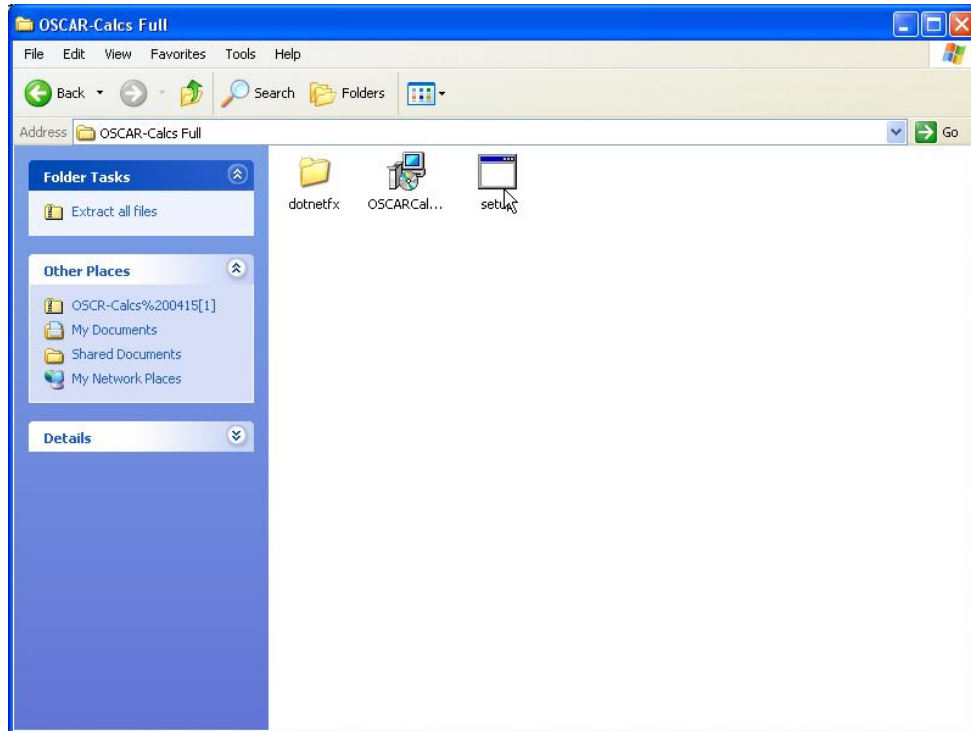 OSCAR-Calcs Full
File Edit View Favorites Tools Help
Back Search Folders
Address OSCAR-Calcs Full Go
Folder Tasks
Extract all files
Other Places
OSCR-Calcs%200415[1]
My Documents
Shared Documents
My Network Places
Details
dotnetfx OSCARCal... setup